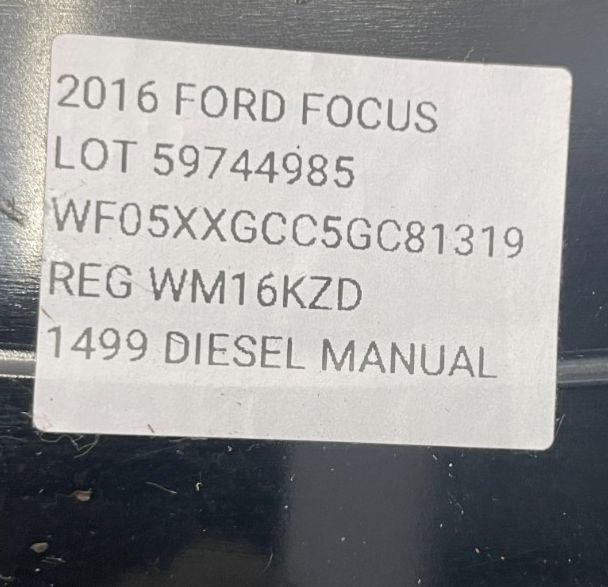 2016 FORD FOCUS
LOT 59744985
WF05XXGCC5GC81319
REG WM16KZD
1499 DIESEL MANUAL